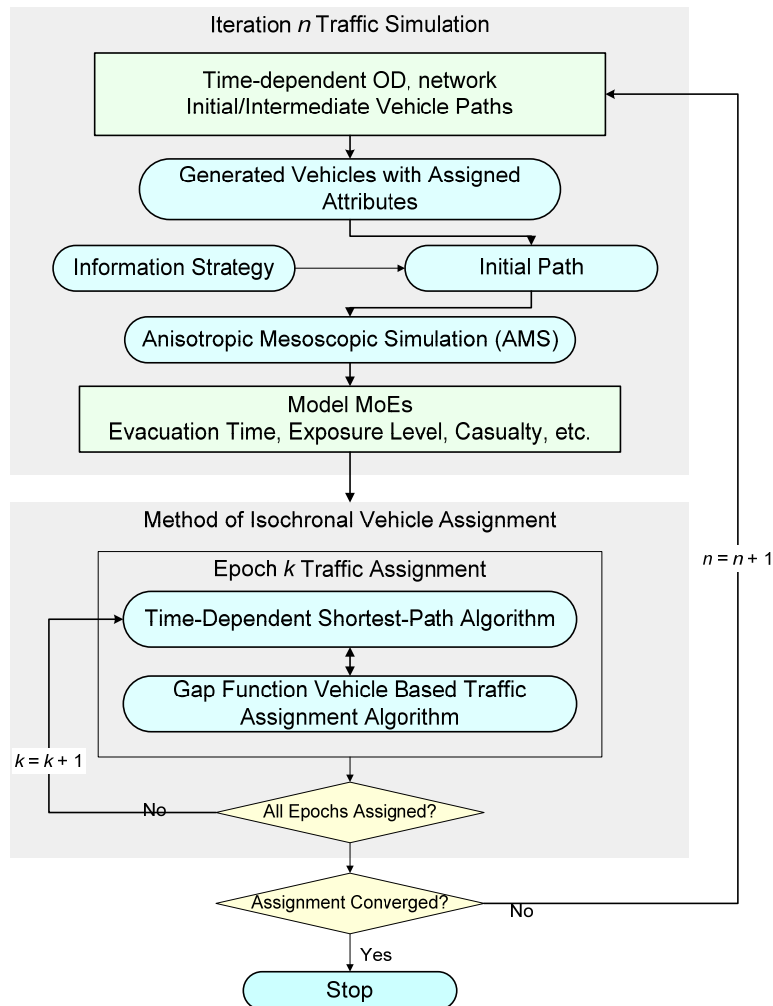 Iteration n Traffic Simulation
Time-dependent OD, network
Initial/Intermediate Vehicle Paths
Generated Vehicles with Assigned
Attributes
Information Strategy
Initial Path
Anisotropic Mesoscopic Simulation (AMS)
Model MoEs
Evacuation Time, Exposure Level, Casualty, etc.
Method of Isochronal Vehicle Assignment
n = n + 1
Epoch k Traffic Assignment
Time-Dependent Shortest-Path Algorithm
Gap Function Vehicle Based Traffic
Assignment Algorithm
k = k + 1
No
All Epochs Assigned?
Assignment Converged?
No
Yes
Stop